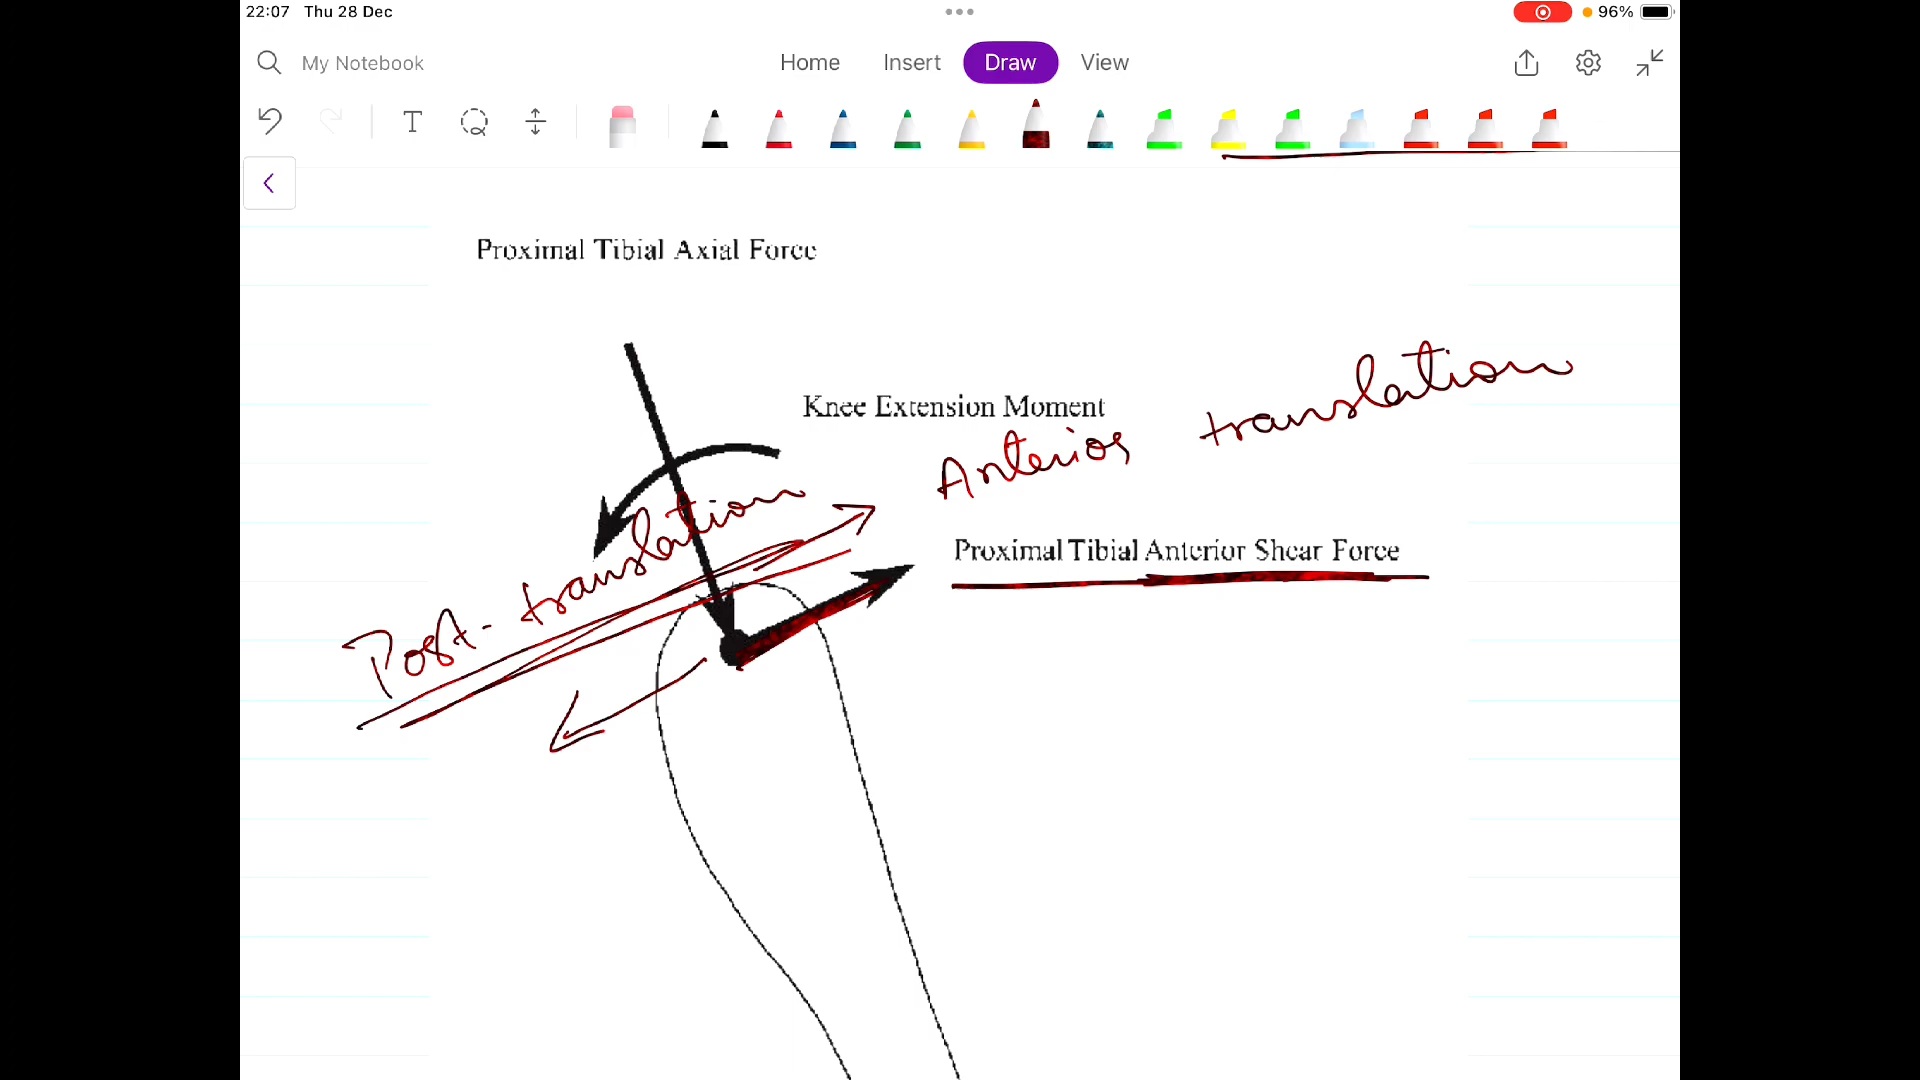 22:07 Thu 28 Dec 96%
My Notebook Home Insert Draw View
T
Proximal Tibial Axial Force
Knee Extension Moment
Anterior translation
Post- translation
Proximal Tibial Anterior Shear Force